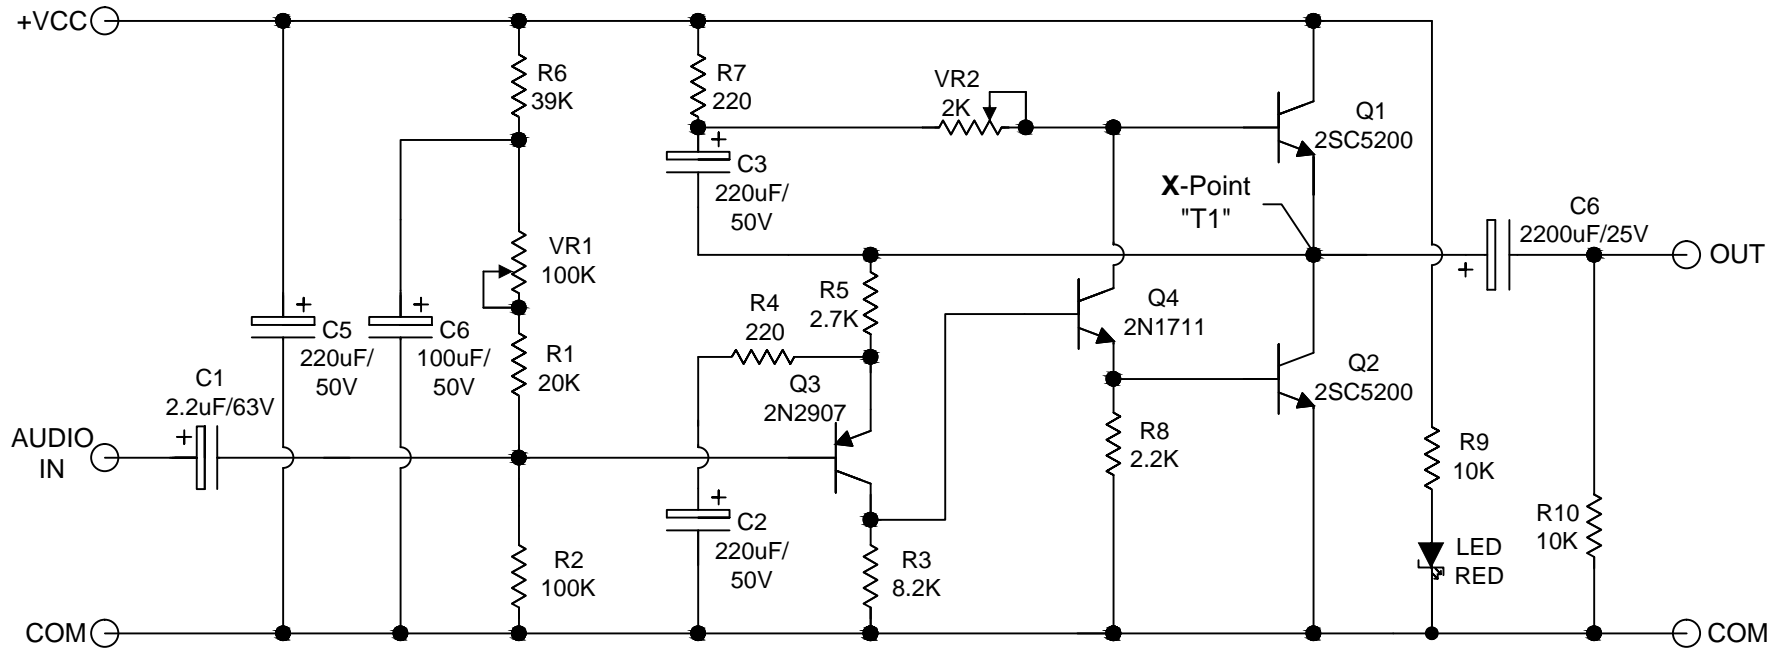 +VCC
R6
39K
R7
220
VR2
2K
Q1
2SC5200
+
C3
220uF/
50V
X-Point
"T1"
C6
2200uF/25V
+
OUT
VR1
100K
R5
2.7K
Q4
2N1711
+
C5
220uF/
50V
+
C6
100uF/
50V
R4
220
R1
20K
Q3
2N2907
Q2
2SC5200
C1
2.2uF/63V
+
AUDIO
IN
R8
2.2K
R9
10K
+
C2
220uF/
50V
R10
10K
R2
100K
R3
8.2K
LED
RED
COM
COM